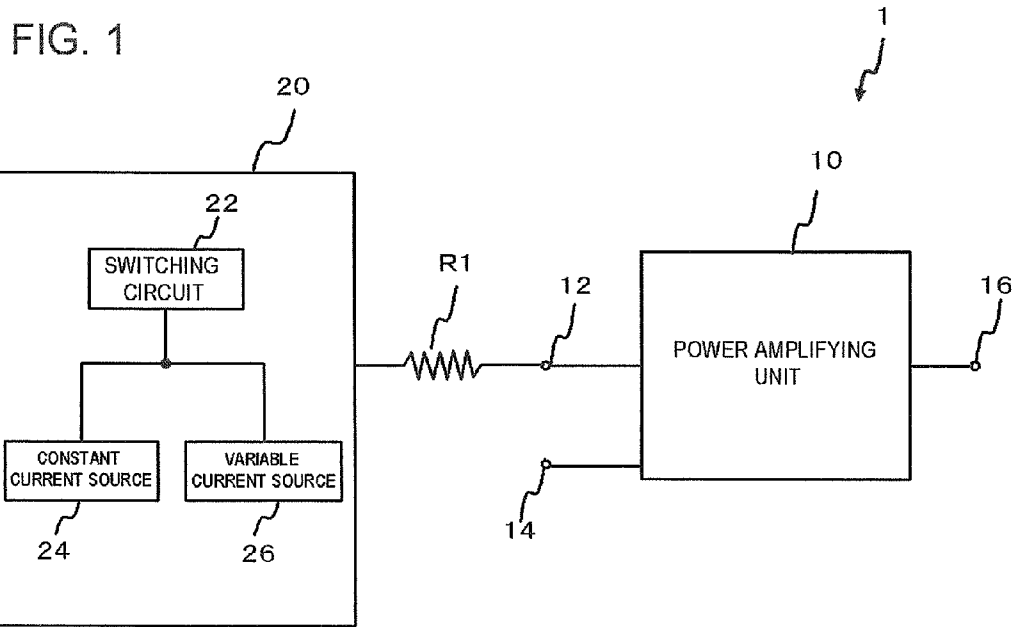 FIG. 1
1
20
10
22
SWITCHING
CIRCUIT
R1
12
16
POWER AMPLIFYING
UNIT
CONSTANT
CURRENT SOURCE
VARIABLE
CURRENT SOURCE
14
24
26